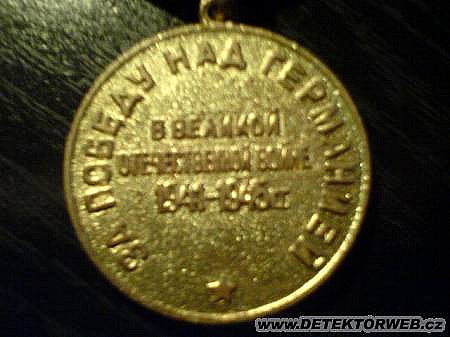 ЗА ПОБЕДУ НАД ГЕРМАНИЕЙ
В ВЕЛИКОЙ
ОТЕЧЕСТВЕННОЙ ВОЙНЕ
1941-1945гг
WWW.DETEKTORWEB.CZ